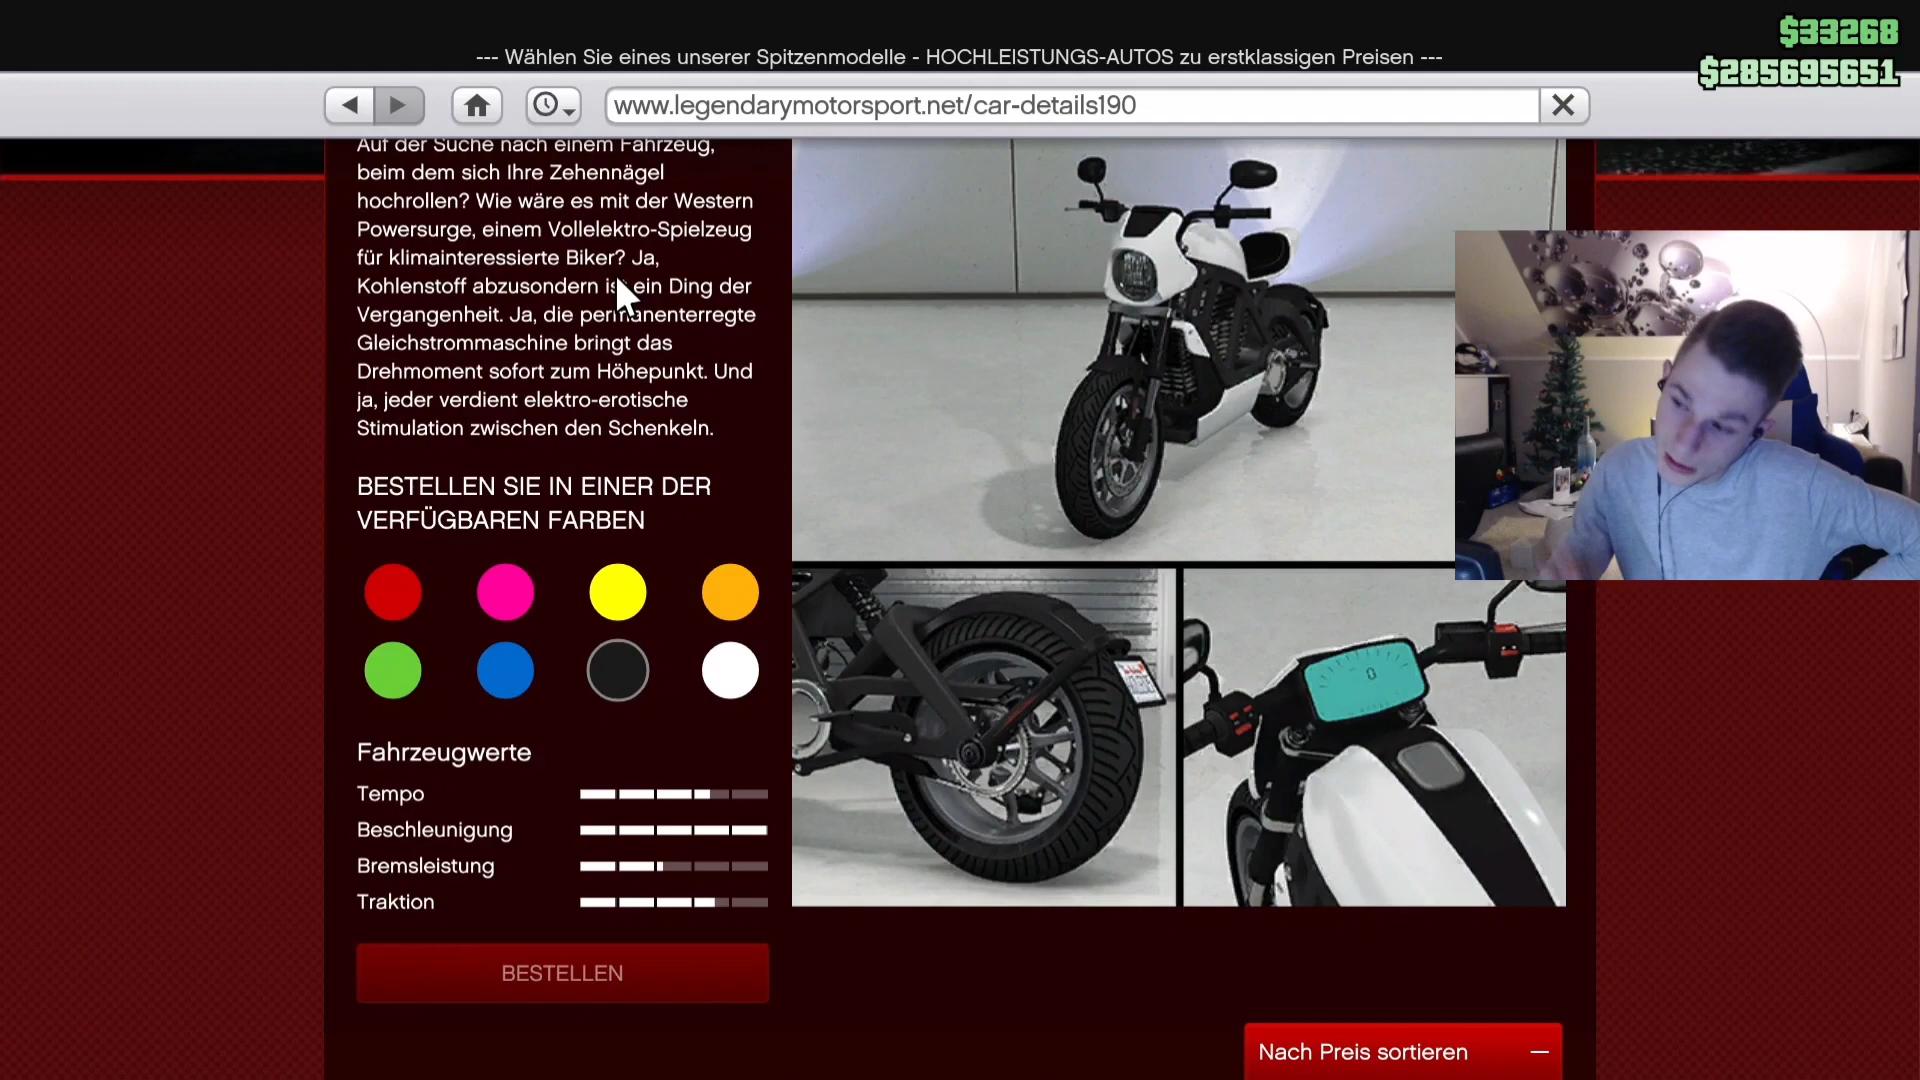 $33268
--- Wählen Sie eines unserer Spitzenmodelle - HOCHLEISTUNGS-AUTOS zu erstklassigen Preisen ---
$285695651
www.legendarymotorsport.net/car-details190
Auf der Suche nach einem Fahrzeug,
beim dem sich Ihre Zehennägel
hochrollen? Wie wäre es mit der Western
Powersurge, einem Vollelektro-Spielzeug
für klimainteressierte Biker? Ja,
Kohlenstoff abzusondern ist ein Ding der
Vergangenheit. Ja, die permanenterregte
Gleichstrommaschine bringt das
Drehmoment sofort zum Höhepunkt. Und
ja, jeder verdient elektro-erotische
Stimulation zwischen den Schenkeln.
BESTELLEN SIE IN EINER DER
VERFÜGBAREN FARBEN
Fahrzeugwerte
Tempo
Beschleunigung
Bremsleistung
Traktion
BESTELLEN
0
Nach Preis sortieren